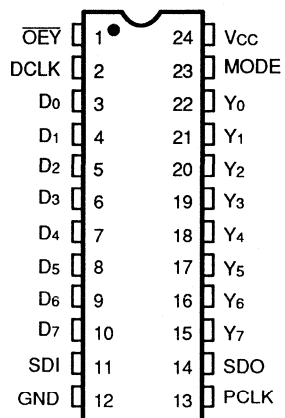 OEY 1 24 VCC
DCLK 2 23 MODE
D0 3 22 Y0
D1 4 21 Y1
D2 5 20 Y2
D3 6 19 Y3
D4 7 18 Y4
D5 8 17 Y5
D6 9 16 Y6
D7 10 15 Y7
SDI 11 14 SDO
GND 12 13 PCLK